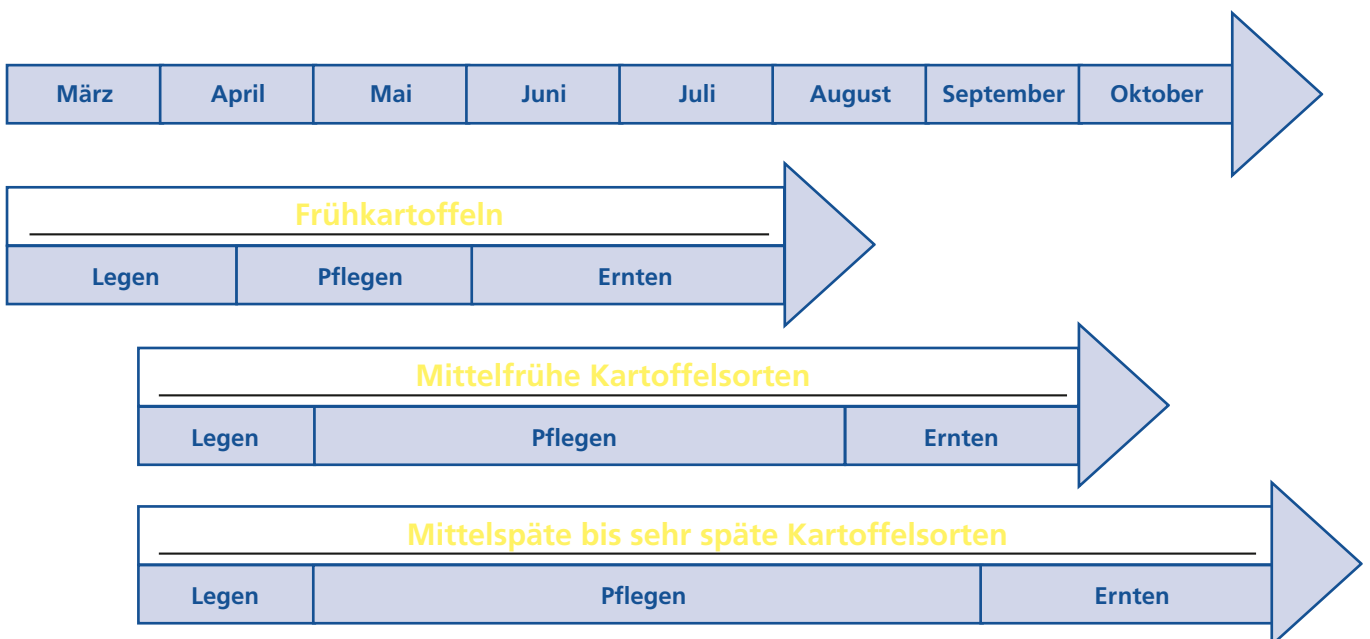 März April Mai Juni Juli August September Oktober
Frühkartoffeln
Legen Pflegen Ernten
Mittelfrühe Kartoffelsorten
Legen Pflegen Ernten
Mittelspäte bis sehr späte Kartoffelsorten
Legen Pflegen Ernten